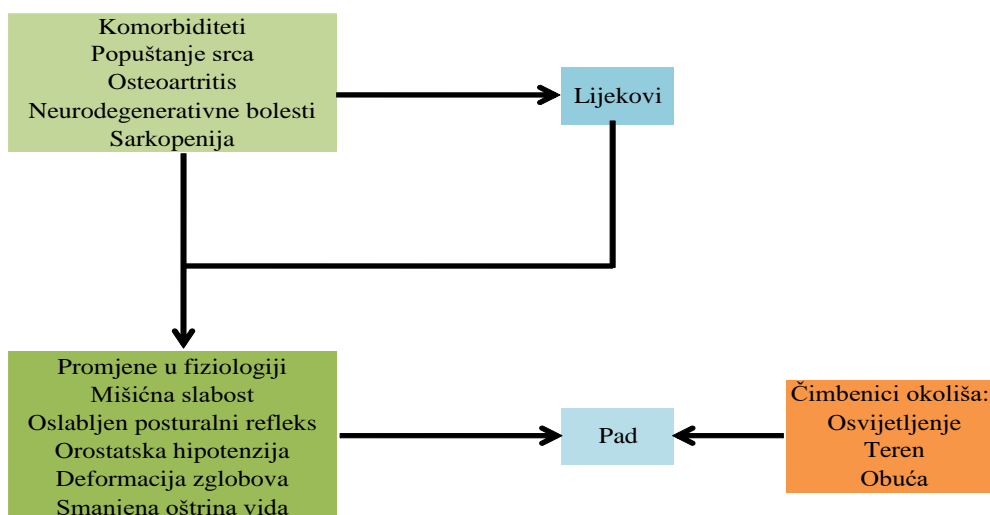 Komorbiditeti
Popuštanje srca
Osteoartritis
Neurodegenerativne bolesti
Sarkopenija
Lijekovi
Promjene u fiziologiji
Mišićna slabost
Oslabljen posturalni refleks
Orostatska hipotenzija
Deformacija zglobova
Smanjena oštrina vida
Pad
Čimbenici okoliša:
Osvijetljenje
Teren
Obuća